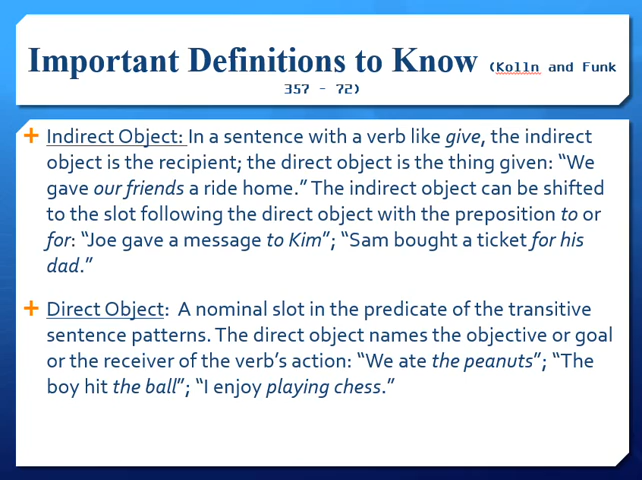 Important Definitions to Know (Kolln and Funk
357 – 72)
Indirect Object: In a sentence with a verb like give, the indirect
object is the recipient; the direct object is the thing given: “We
gave our friends a ride home.” The indirect object can be shifted
to the slot following the direct object with the preposition to or
for: “Joe gave a message to Kim”; “Sam bought a ticket for his
dad.”
Direct Object:  A nominal slot in the predicate of the transitive
sentence patterns. The direct object names the objective or goal
or the receiver of the verb’s action: “We ate the peanuts”; “The
boy hit the ball”; “I enjoy playing chess.”